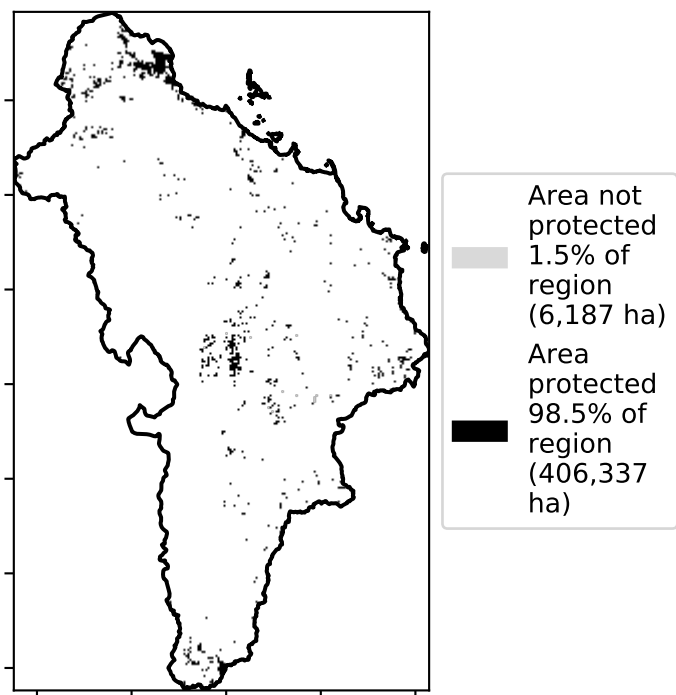 Area not
protected
1.5% of
region
(6,187 ha)
Area
protected
98.5% of
region
(406,337
ha)